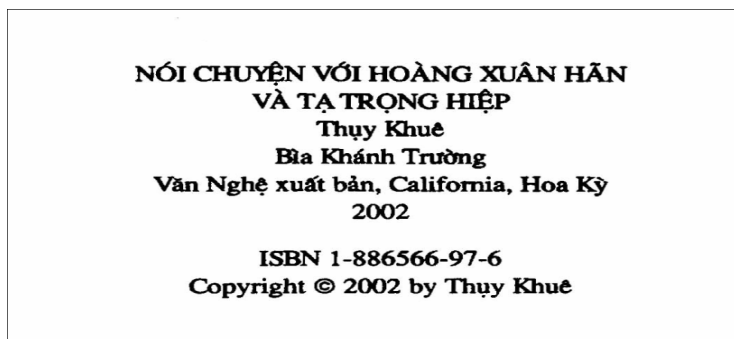 NÓI CHUYỆN VỚI HOÀNG XUÂN HÃN
VÀ TẠ TRỌNG HIỆP
Thụy Khuê
Bìa Khánh Trường
Văn Nghệ xuất bản, California, Hoa Kỳ
2002
ISBN 1-886566-97-6
Copyright © 2002 by Thụy Khuê